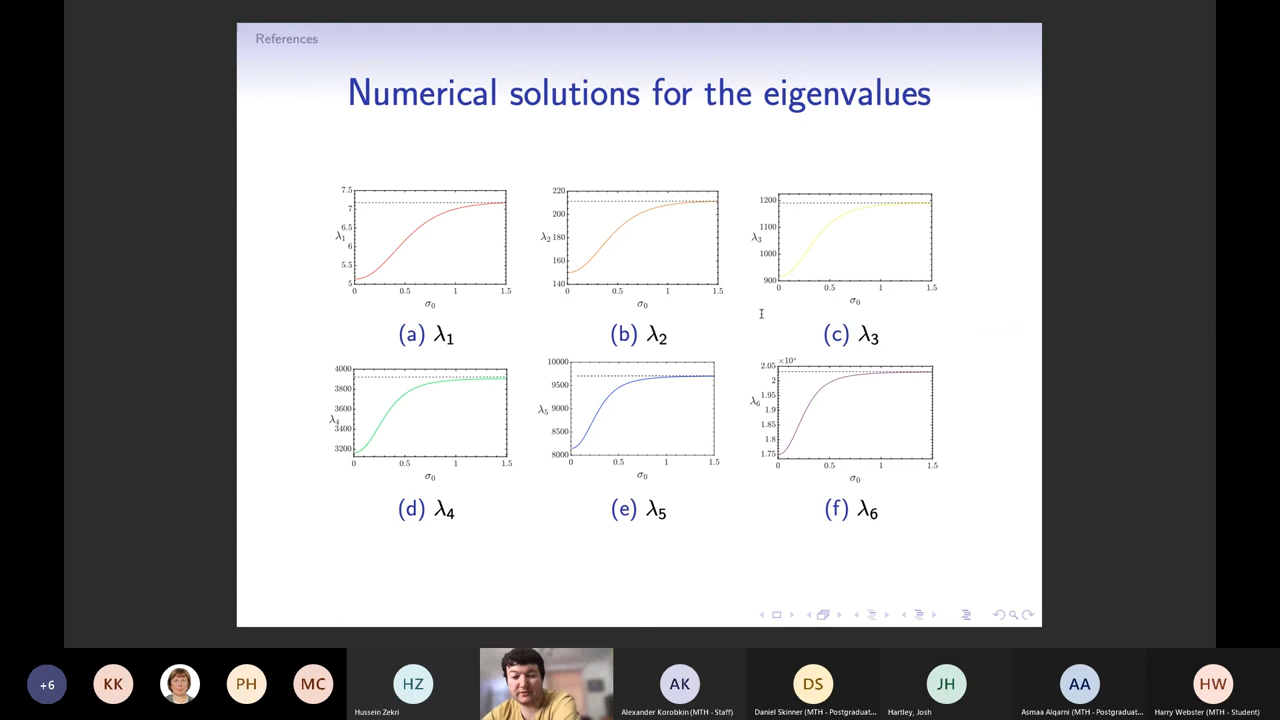 References
Numerical solutions for the eigenvalues
7.5
7
6.5
6
5.5
5
λ1
0 0.5 1 1.5
σ0
(a) λ1
220
200
180
160
140
λ2
0 0.5 1 1.5
σ0
(b) λ2
1200
1100
1000
900
λ3
0 0.5 1 1.5
σ0
(c) λ3
4000
3800
3600
3400
3200
λ4
0 0.5 1 1.5
σ0
(d) λ4
10000
9500
9000
8500
8000
λ5
0 0.5 1 1.5
σ0
(e) λ5
×10⁴
2.05
2
1.95
1.9
1.85
1.8
1.75
λ6
0 0.5 1 1.5
σ0
(f) λ6
+6 KK PH MC HZ AK DS JH AA HW
Hussein Zekri
Alexander Korobkin (MTH - Staff)
Daniel Skinner (MTH - Postgraduat...
Hartley, Josh
Asmaa Alqarni (MTH - Postgraduat...
Harry Webster (MTH - Student)